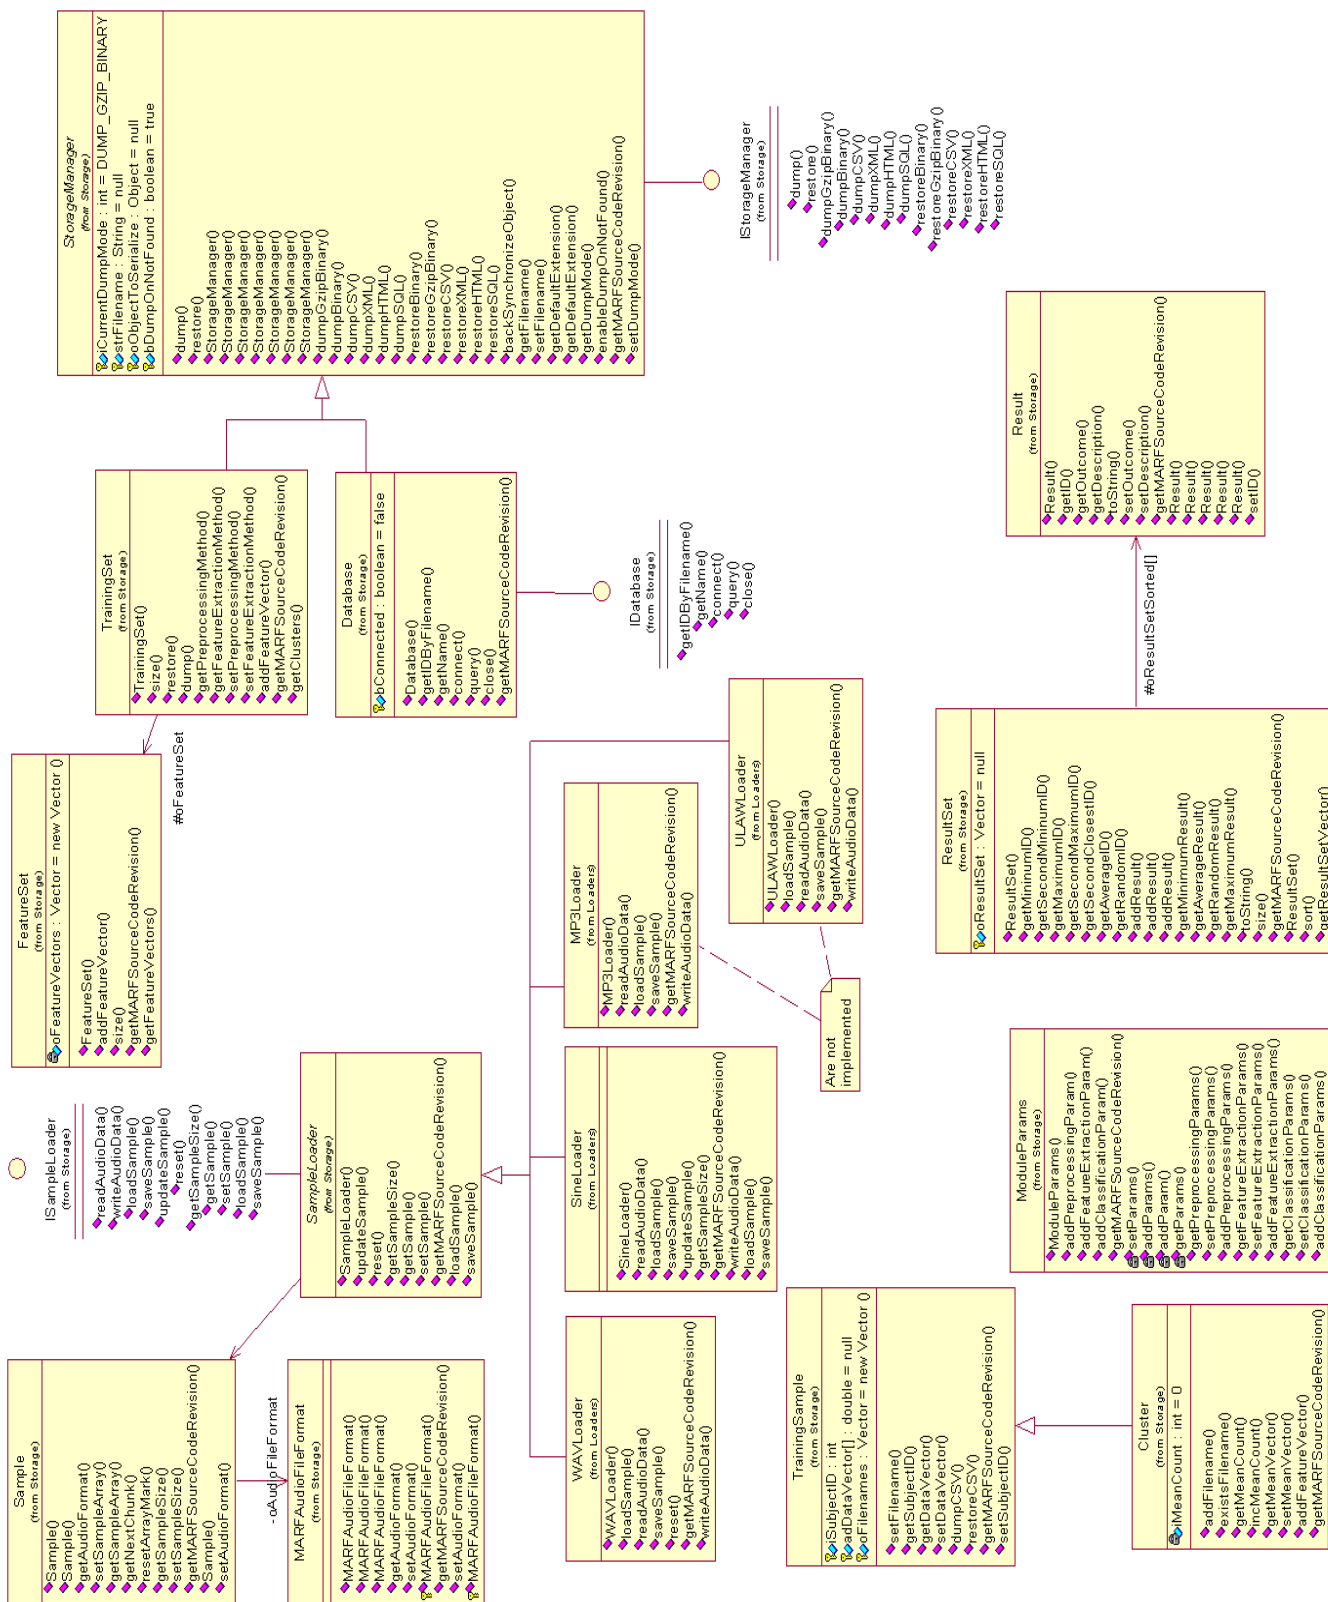 Sample
(from Storage)
Sample()
Sample()
getAudioFormat()
setSampleArray()
getSampleArray()
getNextChunk()
resetArrayMark()
getSampleSize()
setSampleSize()
getMARFSourceCodeRevision()
Sample()
setAudioFormat()
-oAudioFileFormat
MARFAudioFileFormat
(from Storage)
MARFAudioFileFormat()
MARFAudioFileFormat()
MARFAudioFileFormat()
getAudioFormat()
setAudioFormat()
MARFAudioFileFormat()
getMARFSourceCodeRevision()
setAudioFormat()
MARFAudioFileFormat()
ISampleLoader
(from Storage)
readAudioData()
writeAudioData()
loadSample()
saveSample()
updateSample()
reset()
getSampleSize()
getSample()
setSample()
loadSample()
saveSample()
SampleLoader
(from Storage)
SampleLoader()
updateSample()
reset()
getSampleSize()
getSample()
setSample()
getMARFSourceCodeRevision()
loadSample()
saveSample()
FeatureSet
(from Storage)
oFeatureVectors : Vector = new Vector ()
FeatureSet()
addFeatureVector()
size()
getMARFSourceCodeRevision()
getFeatureVectors()
#oFeatureSet
TrainingSet
(from Storage)
TrainingSet()
size()
restore()
dump()
getPreprocessingMethod()
getFeatureExtractionMethod()
setPreprocessingMethod()
setFeatureExtractionMethod()
addFeatureVector()
getMARFSourceCodeRevision()
getClusters()
Database
(from Storage)
bConnected : boolean = false
Database()
getIDByFilename()
getName()
connect()
query()
close()
getMARFSourceCodeRevision()
IDatabase
(from Storage)
getIDByFilename()
getName()
connect()
query()
close()
StorageManager
(from Storage)
iCurrentDumpMode : int = DUMP_GZIP_BINARY
strFilename : String = null
oObjectToSerialize : Object = null
bDumpOnNotFound : boolean = true
dump()
restore()
StorageManager()
StorageManager()
StorageManager()
StorageManager()
StorageManager()
StorageManager()
StorageManager()
dumpGzipBinary()
dumpBinary()
dumpCSV()
dumpXML()
dumpHTML()
dumpSQL()
restoreBinary()
restoreGzipBinary()
restoreCSV()
restoreXML()
restoreHTML()
restoreSQL()
backSynchronizeObject()
getFilename()
setFilename()
getDefaultExtension()
getDefaultExtension()
getDumpMode()
enableDumpOnNotFound()
getMARFSourceCodeRevision()
setDumpMode()
IStorageManager
(from Storage)
dump()
restore()
dumpGzipBinary()
dumpBinary()
dumpCSV()
dumpXML()
dumpHTML()
dumpSQL()
restoreBinary()
restoreGzipBinary()
restoreCSV()
restoreXML()
restoreHTML()
restoreSQL()
WAVLoader
(from Loaders)
WAVLoader()
loadSample()
readAudioData()
saveSample()
reset()
getMARFSourceCodeRevision()
writeAudioData()
SineLoader
(from Loaders)
SineLoader()
readAudioData()
loadSample()
saveSample()
updateSample()
getSampleSize()
getMARFSourceCodeRevision()
writeAudioData()
loadSample()
saveSample()
MP3Loader
(from Loaders)
MP3Loader()
readAudioData()
loadSample()
saveSample()
getMARFSourceCodeRevision()
writeAudioData()
ULAWLoader
(from Loaders)
ULAWLoader()
loadSample()
readAudioData()
saveSample()
getMARFSourceCodeRevision()
writeAudioData()
Are not
implemented
TrainingSample
(from Storage)
iSubjectID : int
adDataVector[] : double = null
oFilenames : Vector = new Vector ()
setFilename()
getSubjectID()
getDataVector()
setDataVector()
dumpCSV()
restoreCSV()
getMARFSourceCodeRevision()
setSubjectID()
Cluster
(from Storage)
iMeanCount : int = 0
addFilename()
existsFilename()
getMeanCount()
incMeanCount()
getMeanVector()
setMeanVector()
addFeatureVector()
getMARFSourceCodeRevision()
ModuleParams
(from Storage)
ModuleParams()
addPreprocessingParam()
addFeatureExtractionParam()
addClassificationParam()
getMARFSourceCodeRevision()
setParams()
addParams()
addParam()
getParams()
getPreprocessingParams()
setPreprocessingParams()
addPreprocessingParams()
getFeatureExtractionParams()
setFeatureExtractionParams()
addFeatureExtractionParams()
getClassificationParams()
setClassificationParams()
addClassificationParams()
ResultSet
(from Storage)
oResultSet : Vector = null
ResultSet()
getMinimumID()
getSecondMinimumID()
getMaximumID()
getSecondMaximumID()
getSecondClosestID()
getAverageID()
getRandomID()
addResult()
addResult()
addResult()
getMinimumResult()
getAverageResult()
getRandomResult()
getMaximumResult()
toString()
size()
getMARFSourceCodeRevision()
ResultSet()
sort()
getResultSetVector()
#oResultSetSorted[]
Result
(from Storage)
Result()
getID()
getOutcome()
getDescription()
toString()
setOutcome()
setDescription()
getMARFSourceCodeRevision()
Result()
Result()
Result()
Result()
Result()
setID()